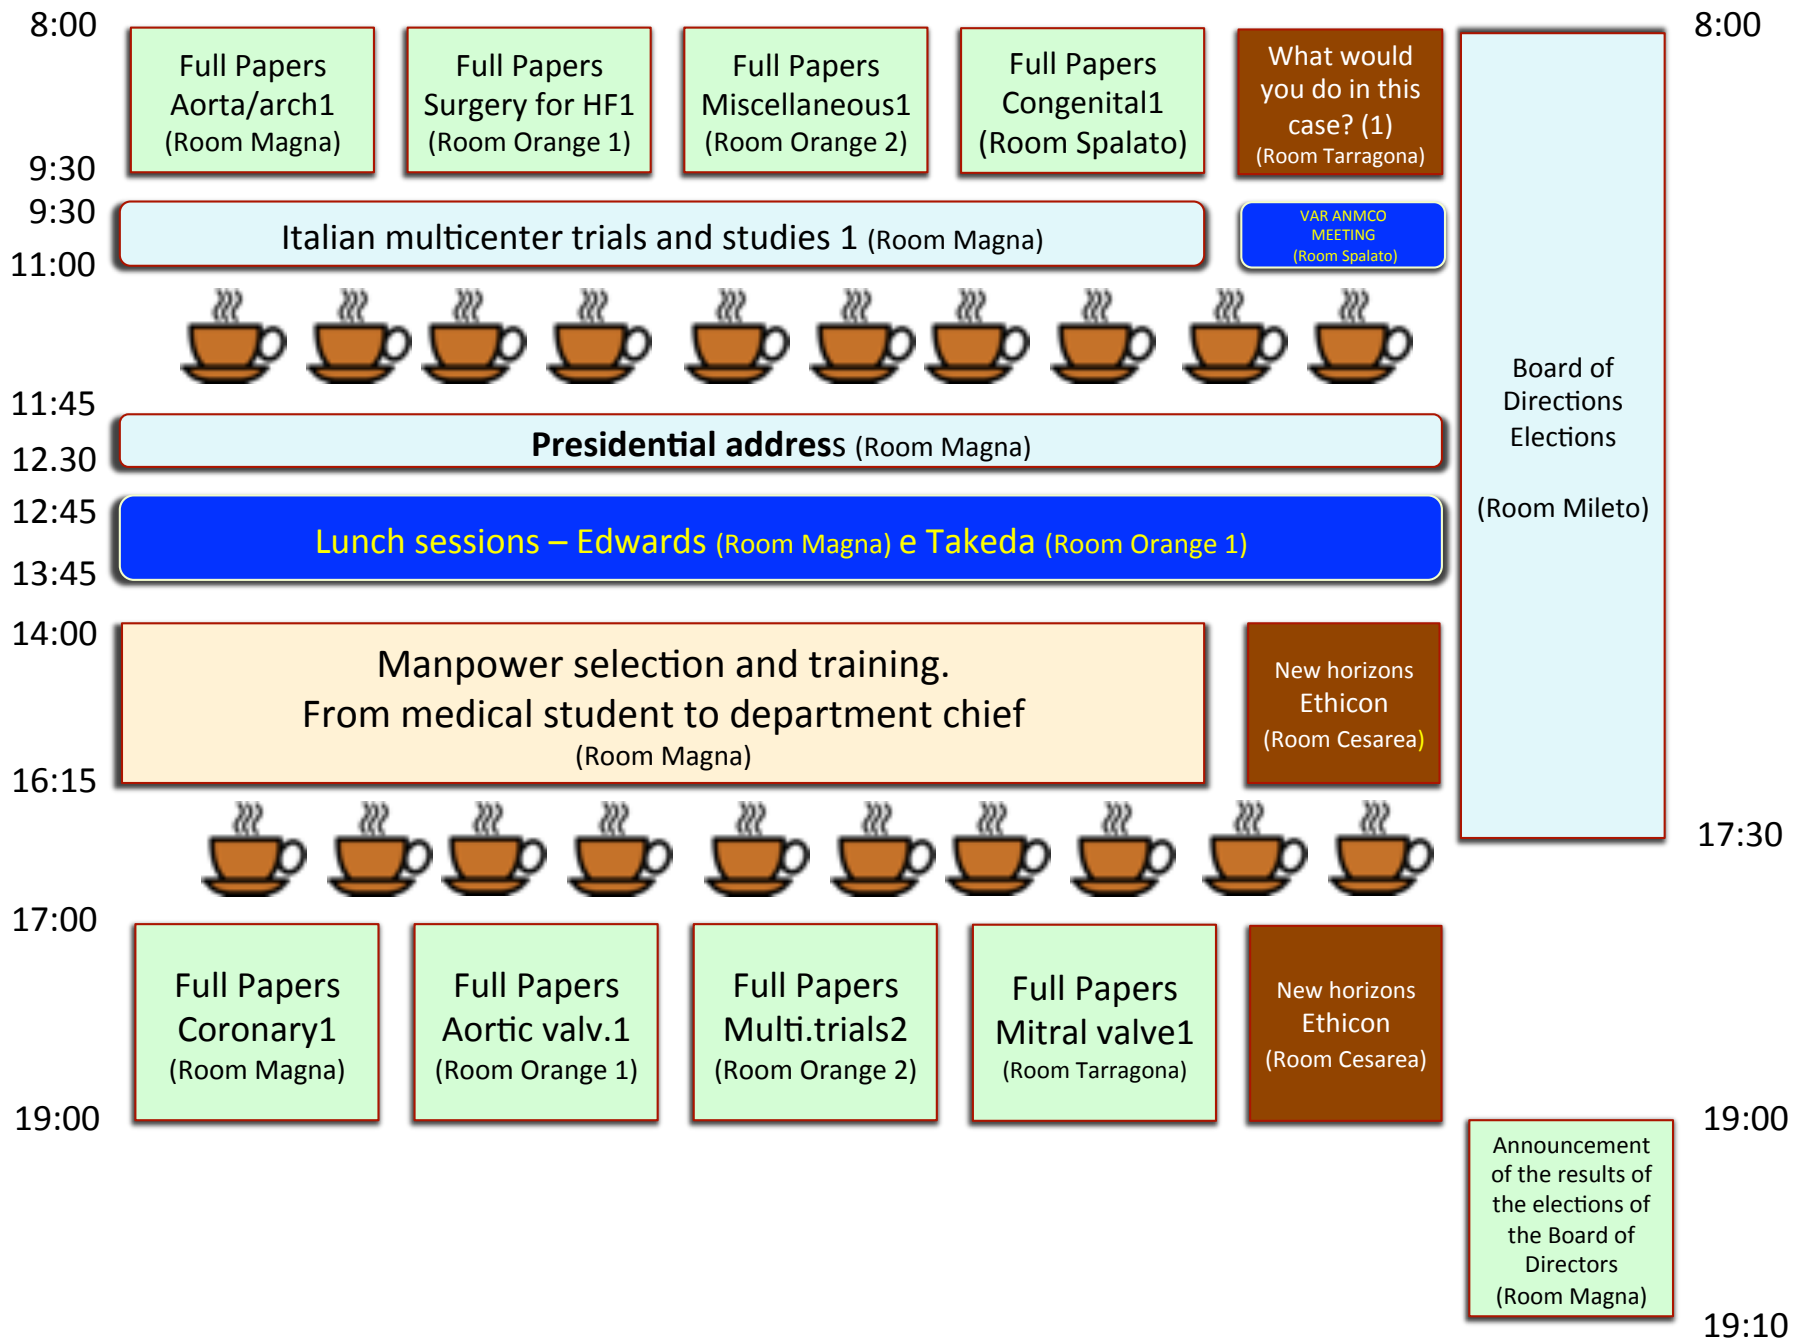 8:00
8:00
Full Papers
Aorta/arch1
(Room Magna)
Full Papers
Surgery for HF1
(Room Orange 1)
Full Papers
Miscellaneous1
(Room Orange 2)
Full Papers
Congenital1
(Room Spalato)
What would
you do in this
case? (1)
(Room Tarragona)
9:30
9:30
Italian multicenter trials and studies 1 (Room Magna)
VAR ANMCO
MEETING
(Room Spalato)
11:00
Board of
Directions
Elections
(Room Mileto)
11:45
Presidential address (Room Magna)
12.30
12:45
Lunch sessions – Edwards (Room Magna) e Takeda (Room Orange 1)
13:45
14:00
Manpower selection and training.
From medical student to department chief
(Room Magna)
New horizons
Ethicon
(Room Cesarea)
16:15
17:30
17:00
Full Papers
Coronary1
(Room Magna)
Full Papers
Aortic valv.1
(Room Orange 1)
Full Papers
Multi.trials2
(Room Orange 2)
Full Papers
Mitral valve1
(Room Tarragona)
New horizons
Ethicon
(Room Cesarea)
19:00
19:00
Announcement
of the results of
the elections of
the Board of
Directors
(Room Magna)
19:10